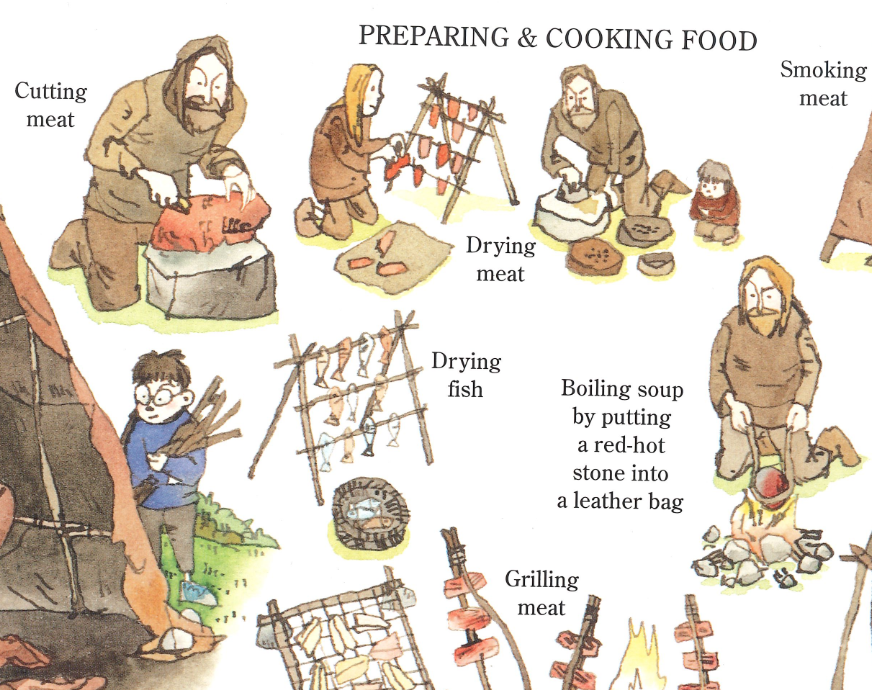 PREPARING & COOKING FOOD
Cutting
meat
Smoking
meat
Drying
meat
Drying
fish
Boiling soup
by putting
a red-hot
stone into
a leather bag
Grilling
meat